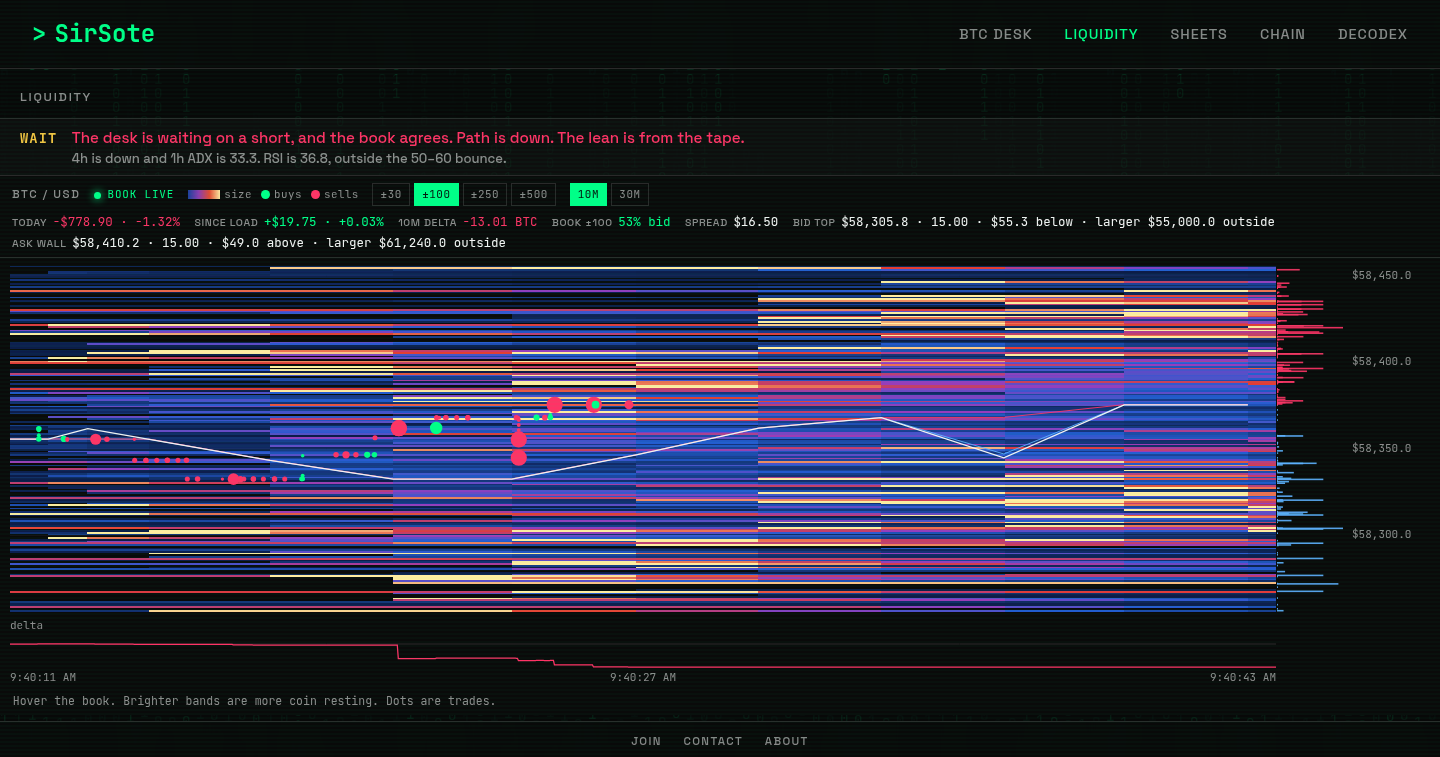 > SirSote
BTC DESK LIQUIDITY SHEETS CHAIN DECODEX
LIQUIDITY
WAIT The desk is waiting on a short, and the book agrees. Path is down. The lean is from the tape.
4h is down and 1h ADX is 33.3. RSI is 36.8, outside the 50–60 bounce.
BTC / USD BOOK LIVE size buys sells ±30 ±100 ±250 ±500 10M 30M
TODAY -$778.90 · -1.32% SINCE LOAD +$19.75 · +0.03% 10M DELTA -13.01 BTC BOOK ±100 53% bid SPREAD $16.50 BID TOP $58,305.8 · 15.00 · $55.3 below · larger $55,000.0 outside
ASK WALL $58,410.2 · 15.00 · $49.0 above · larger $61,240.0 outside
$58,450.0
$58,400.0
$58,350.0
$58,300.0
delta
9:40:11 AM 9:40:27 AM 9:40:43 AM
Hover the book. Brighter bands are more coin resting. Dots are trades.
JOIN CONTACT ABOUT